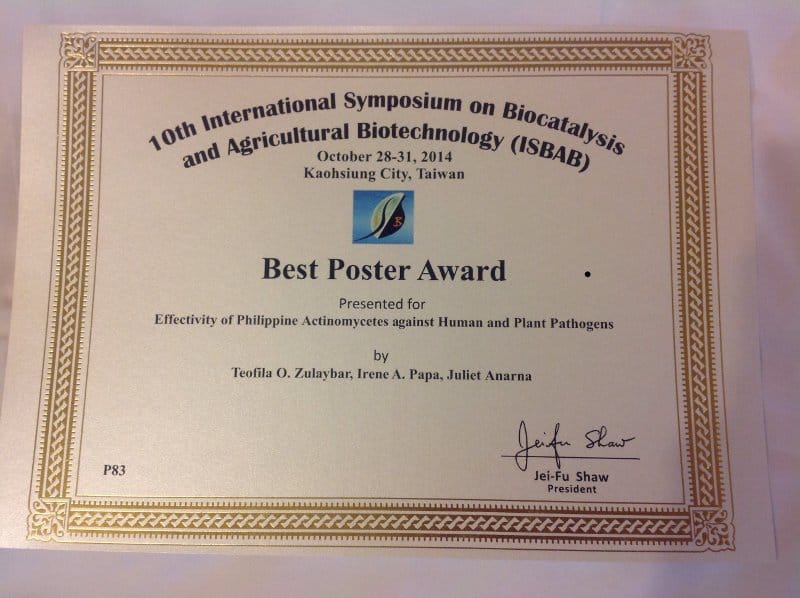 10th International Symposium on Biocatalysis
and Agricultural Biotechnology (ISBAB)
October 28-31, 2014
Kaohsiung City, Taiwan
Best Poster Award
Presented for
Effectivity of Philippine Actinomycetes against Human and Plant Pathogens
by
Teofila O. Zulaybar, Irene A. Papa, Juliet Anarna
Jei-Fu Shaw
P83
Jei-Fu Shaw
President